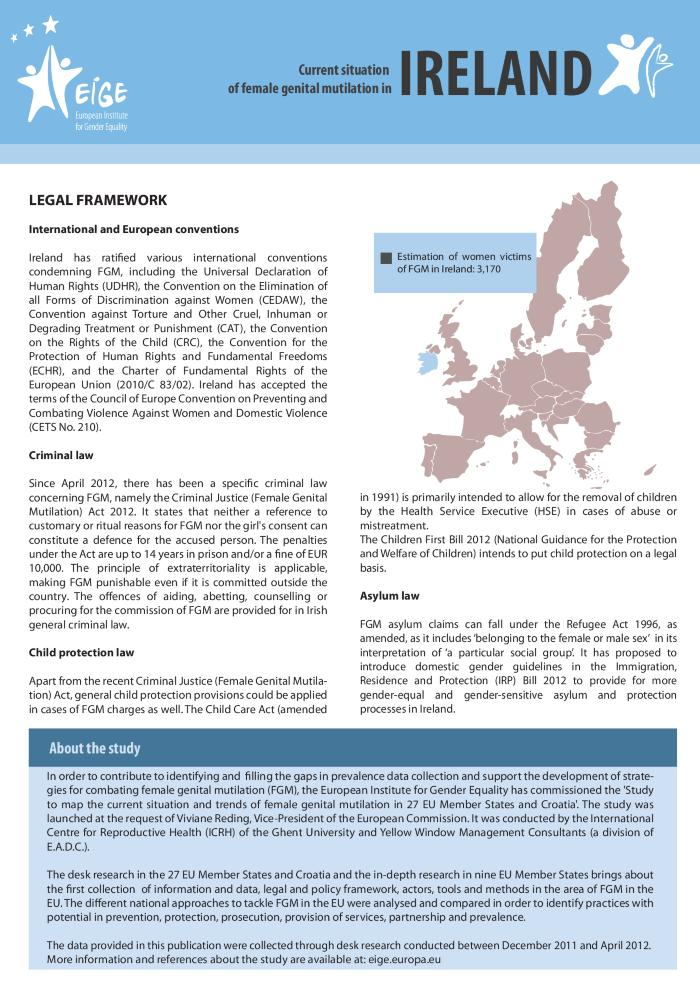 Current situation
of female genital mutilation in
IRELAND
EIGE
European Institute
for Gender Equality
LEGAL FRAMEWORK
International and European conventions
Ireland has ratified various international conventions
condemning FGM, including the Universal Declaration of
Human Rights (UDHR), the Convention on the Elimination of
all Forms of Discrimination against Women (CEDAW), the
Convention against Torture and Other Cruel, Inhuman or
Degrading Treatment or Punishment (CAT), the Convention
on the Rights of the Child (CRC), the Convention for the
Protection of Human Rights and Fundamental Freedoms
(ECHR), and the Charter of Fundamental Rights of the
European Union (2010/C 83/02). Ireland has accepted the
terms of the Council of Europe Convention on Preventing and
Combating Violence Against Women and Domestic Violence
(CETS No. 210).
Criminal law
Since April 2012, there has been a specific criminal law
concerning FGM, namely the Criminal Justice (Female Genital
Mutilation) Act 2012. It states that neither a reference to
customary or ritual reasons for FGM nor the girl's consent can
constitute a defence for the accused person. The penalties
under the Act are up to 14 years in prison and/or a fine of EUR
10,000. The principle of extraterritoriality is applicable,
making FGM punishable even if it is committed outside the
country. The offences of aiding, abetting, counselling or
procuring for the commission of FGM are provided for in Irish
general criminal law.
Child protection law
Apart from the recent Criminal Justice (Female Genital Mutila-
tion) Act, general child protection provisions could be applied
in cases of FGM charges as well. The Child Care Act (amended
Estimation of women victims
of FGM in Ireland: 3,170
in 1991) is primarily intended to allow for the removal of children
by the Health Service Executive (HSE) in cases of abuse or
mistreatment.
The Children First Bill 2012 (National Guidance for the Protection
and Welfare of Children) intends to put child protection on a legal
basis.
Asylum law
FGM asylum claims can fall under the Refugee Act 1996, as
amended, as it includes ‘belonging to the female or male sex’ in its
interpretation of ‘a particular social group’. It has proposed to
introduce domestic gender guidelines in the Immigration,
Residence and Protection (IRP) Bill 2012 to provide for more
gender-equal and gender-sensitive asylum and protection
processes in Ireland.
About the study
In order to contribute to identifying and filling the gaps in prevalence data collection and support the development of strate-
gies for combating female genital mutilation (FGM), the European Institute for Gender Equality has commissioned the 'Study
to map the current situation and trends of female genital mutilation in 27 EU Member States and Croatia'. The study was
launched at the request of Viviane Reding, Vice-President of the European Commission. It was conducted by the International
Centre for Reproductive Health (ICRH) of the Ghent University and Yellow Window Management Consultants (a division of
E.A.D.C.).
The desk research in the 27 EU Member States and Croatia and the in-depth research in nine EU Member States brings about
the first collection of information and data, legal and policy framework, actors, tools and methods in the area of FGM in the
EU. The different national approaches to tackle FGM in the EU were analysed and compared in order to identify practices with
potential in prevention, protection, prosecution, provision of services, partnership and prevalence.
The data provided in this publication were collected through desk research conducted between December 2011 and April 2012.
More information and references about the study are available at: eige.europa.eu